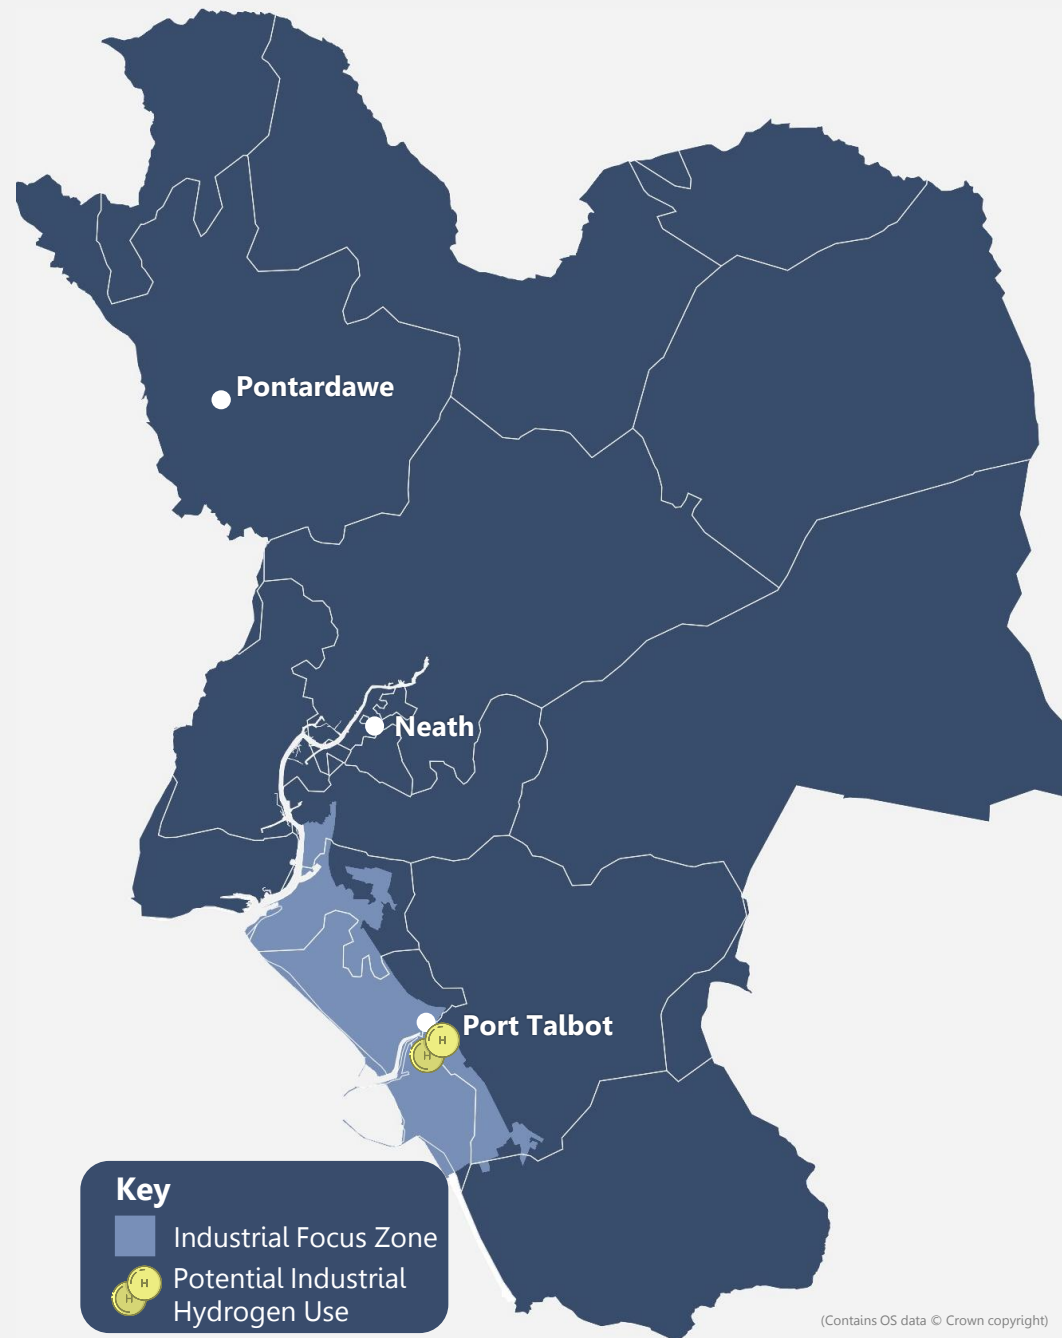 Pontardawe
Neath
Port Talbot
H
H
Key
Industrial Focus Zone
H
H
Potential Industrial
Hydrogen Use
(Contains OS data © Crown copyright)